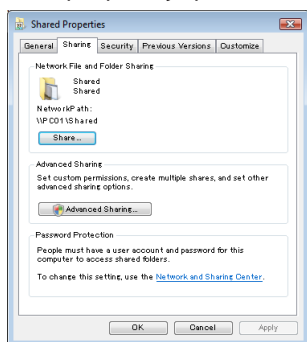 Shared Properties
General Sharing Security Previous Versions Customize
Network File and Folder Sharing
Shared
Shared
Network Path:
\\PC01\Shared
Share...
Advanced Sharing
Set custom permissions, create multiple shares, and set other
advanced sharing options.
Advanced Sharing...
Password Protection
People must have a user account and password for this
computer to access shared folders.
To change this setting, use the Network and Sharing Center.
OK Cancel Apply